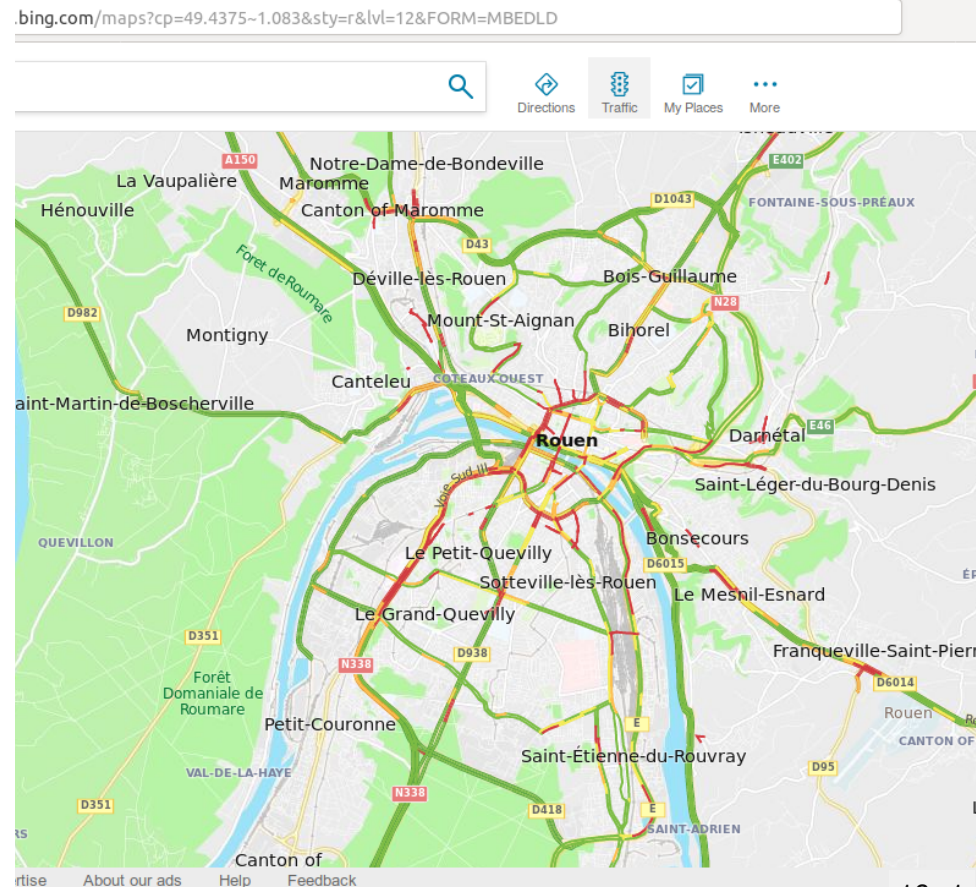 .bing.com/maps?cp=49.4375~1.083&sty=r&lvl=12&FORM=MBEDLD
Directions
Traffic
My Places
More
A150
Notre-Dame-de-Bondeville
E402
La Vaupalière
Maromme
Hénouville
Canton of Maromme
D1043
FONTAINE-SOUS-PRÉAUX
D43
Foret de Roumare
Déville-lès-Rouen
Bois-Guillaume
N28
D982
Mount-St-Aignan
Bihorel
Montigny
Canteleu
COTEAUX OUEST
aint-Martin-de-Boscherville
Rouen
Darnétal
E46
Voie Sud III
Saint-Léger-du-Bourg-Denis
QUEVILLON
Bonsecours
Le Petit-Quevilly
D6015
ÉP
Sotteville-lès-Rouen
Le Mesnil-Esnard
Le Grand-Quevilly
D351
D938
Franqueville-Saint-Pierr
N338
D6014
Forêt
Domaniale de
Roumare
Rouen
Petit-Couronne
E
CANTON OF
Saint-Étienne-du-Rouvray
VAL-DE-LA-HAYE
D95
N338
D351
D418
E
RS
SAINT-ADRIEN
Canton of
rtise
About our ads
Help
Feedback